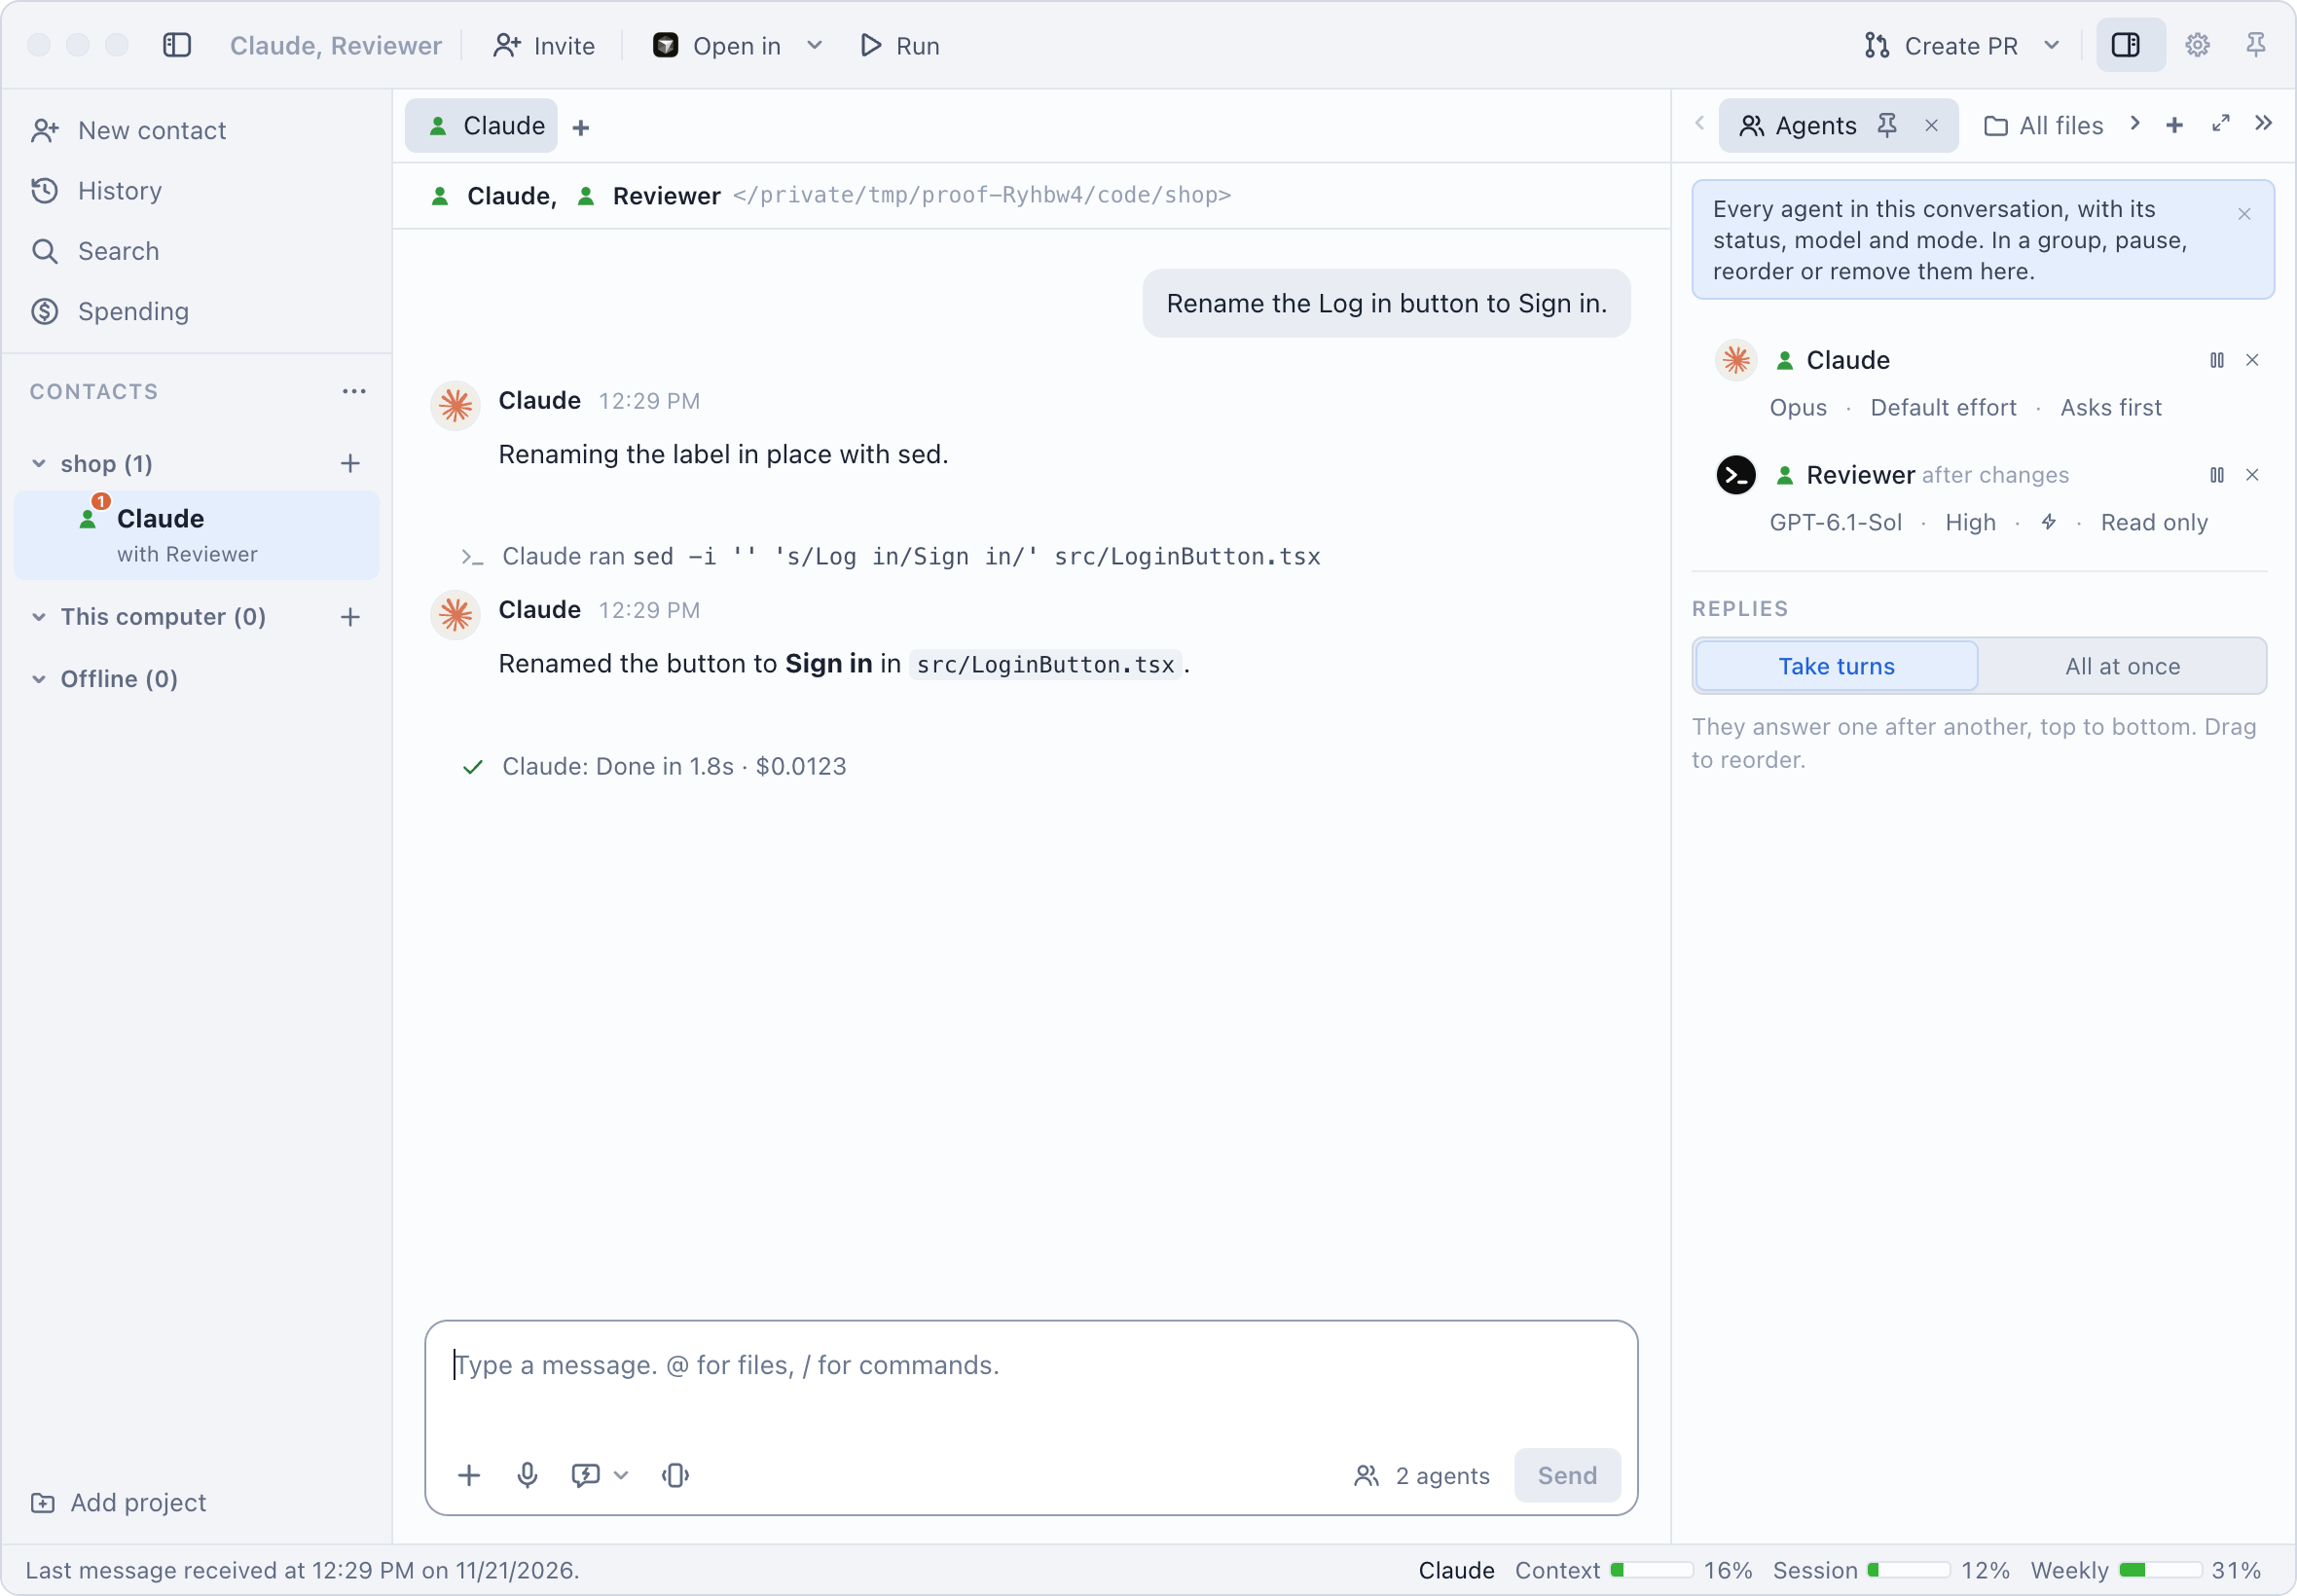 Claude, Reviewer
Invite
Open in
Run
Create PR
New contact
History
Search
Spending
CONTACTS
shop (1)
1
Claude
with Reviewer
This computer (0)
Offline (0)
Add project
Claude
Claude, Reviewer </private/tmp/proof-Ryhbw4/code/shop>
Rename the Log in button to Sign in.
Claude 12:29 PM
Renaming the label in place with sed.
Claude ran sed -i '' 's/Log in/Sign in/' src/LoginButton.tsx
Claude 12:29 PM
Renamed the button to Sign in in src/LoginButton.tsx.
Claude: Done in 1.8s · $0.0123
Type a message. @ for files, / for commands.
2 agents
Send
Agents
All files
Every agent in this conversation, with its
status, model and mode. In a group, pause,
reorder or remove them here.
Claude
Opus · Default effort · Asks first
Reviewer after changes
GPT-6.1-Sol · High · · Read only
REPLIES
Take turns
All at once
They answer one after another, top to bottom. Drag
to reorder.
Last message received at 12:29 PM on 11/21/2026.
Claude Context 16% Session 12% Weekly 31%